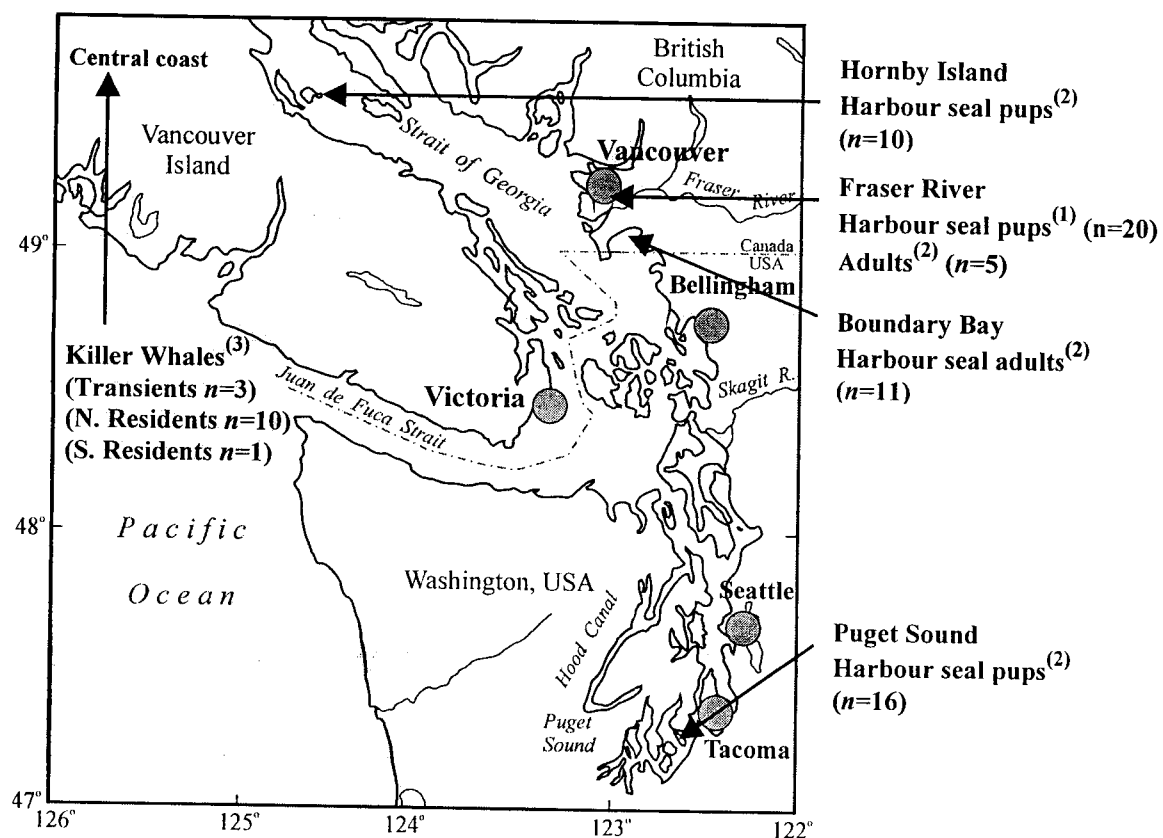 Central coast
British
Columbia
Vancouver
Island
Strait of Georgia
Vancouver
Fraser
River
Hornby Island
Harbour seal pups(2)
(n=10)
Fraser River
Harbour seal pups(1) (n=20)
Adults(2) (n=5)
49°
Canada
USA
Bellingham
Boundary Bay
Harbour seal adults(2)
(n=11)
Killer Whales(3)
(Transients n=3)
(N. Residents n=10)
(S. Residents n=1)
Juan de Fuca Strait
Victoria
Skagit R.
48°
Pacific
Ocean
Washington, USA
Hood Canal
Seattle
Puget
Sound
Tacoma
Puget Sound
Harbour seal pups(2)
(n=16)
47°
126°
125°
124°
123°
122°